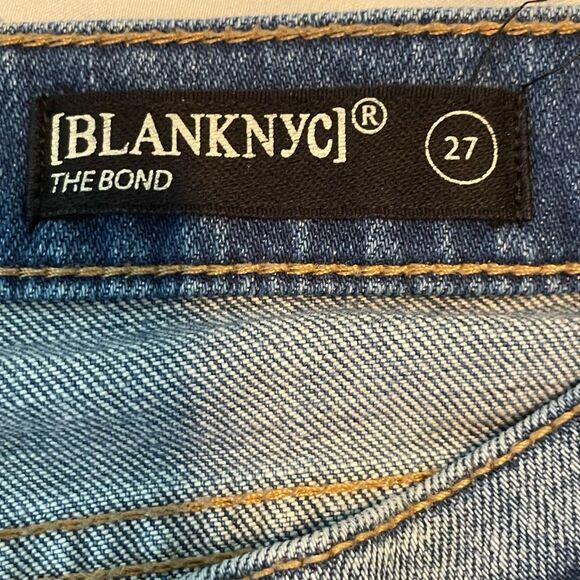 [BLANKNYC]®
THE BOND
27